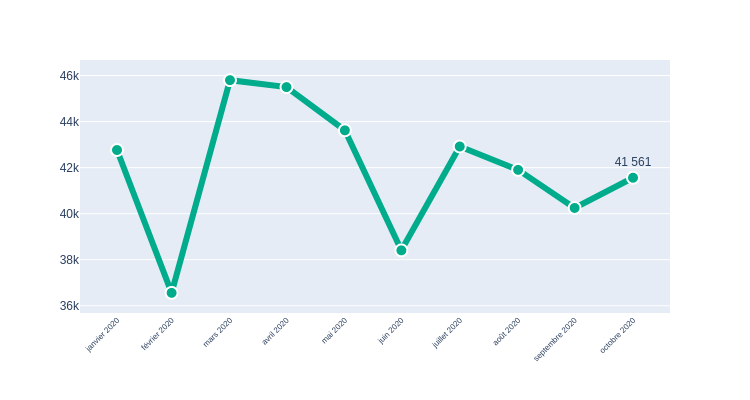 46k
44k
42k
40k
38k
36k
41 561
janvier 2020
février 2020
mars 2020
avril 2020
mai 2020
juin 2020
juillet 2020
août 2020
septembre 2020
octobre 2020